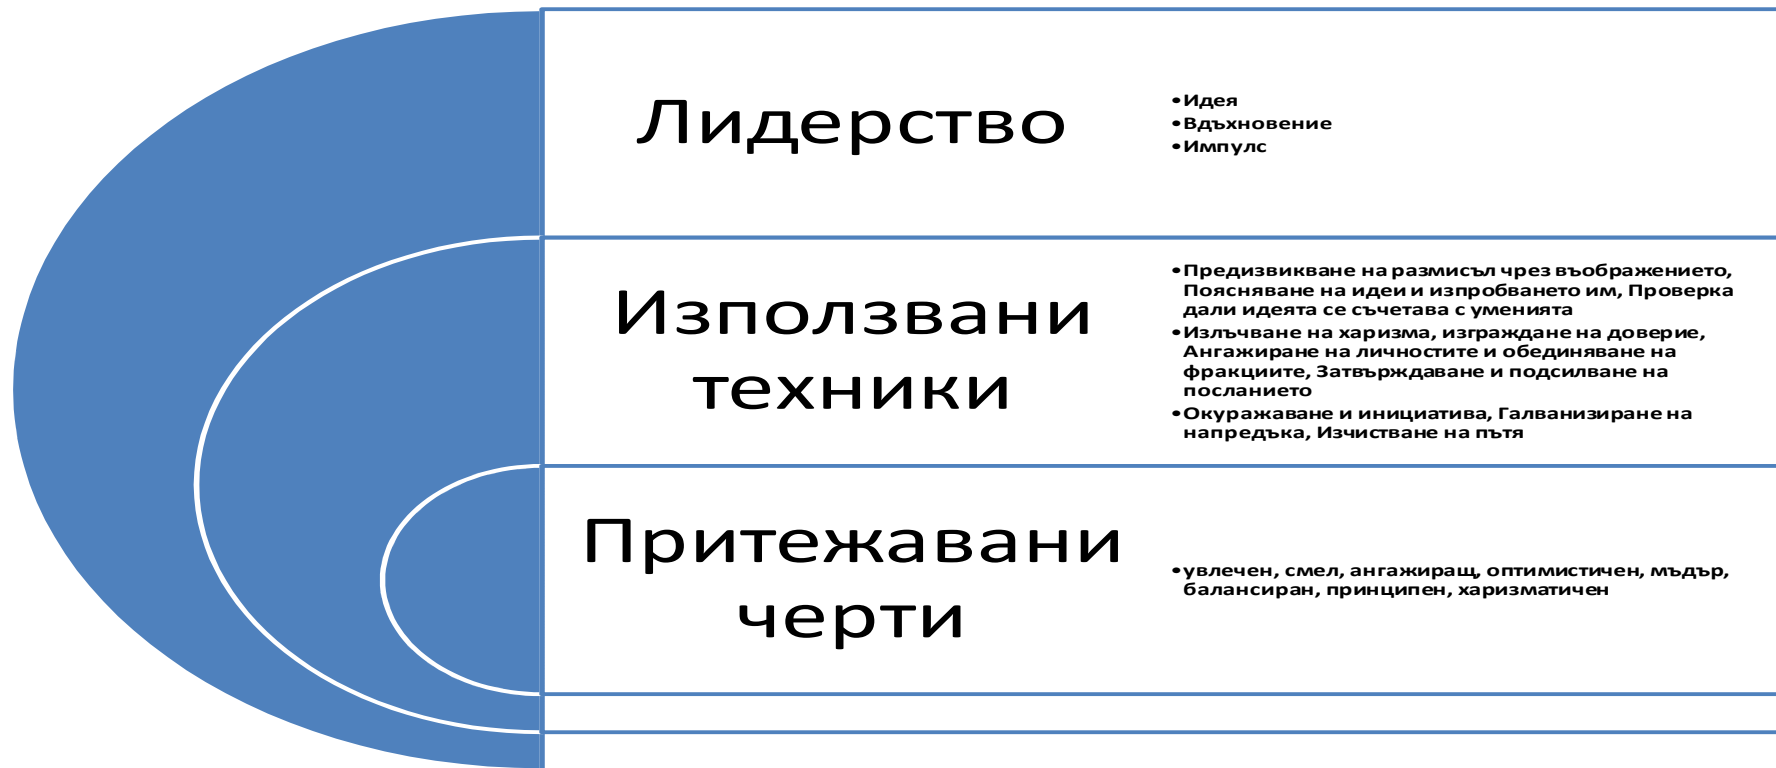 Лидерство
•Идея
•Вдъхновение
•Импулс
Използвани
техники
•Предизвикване на размисъл чрез въображението,
Поясняване на идеи и изпробването им, Проверка
дали идеята се съчетава с уменията
•Излъчване на харизма, изграждане на доверие,
Ангажиране на личностите и обединяване на
фракциите, Затвърждаване и подсилване на
посланието
•Окуражаване и инициатива, Галванизиране на
напредъка, Изчистване на пътя
Притежавани
черти
•увлечен, смел, ангажиращ, оптимистичен, мъдър,
балансиран, принципен, харизматичен